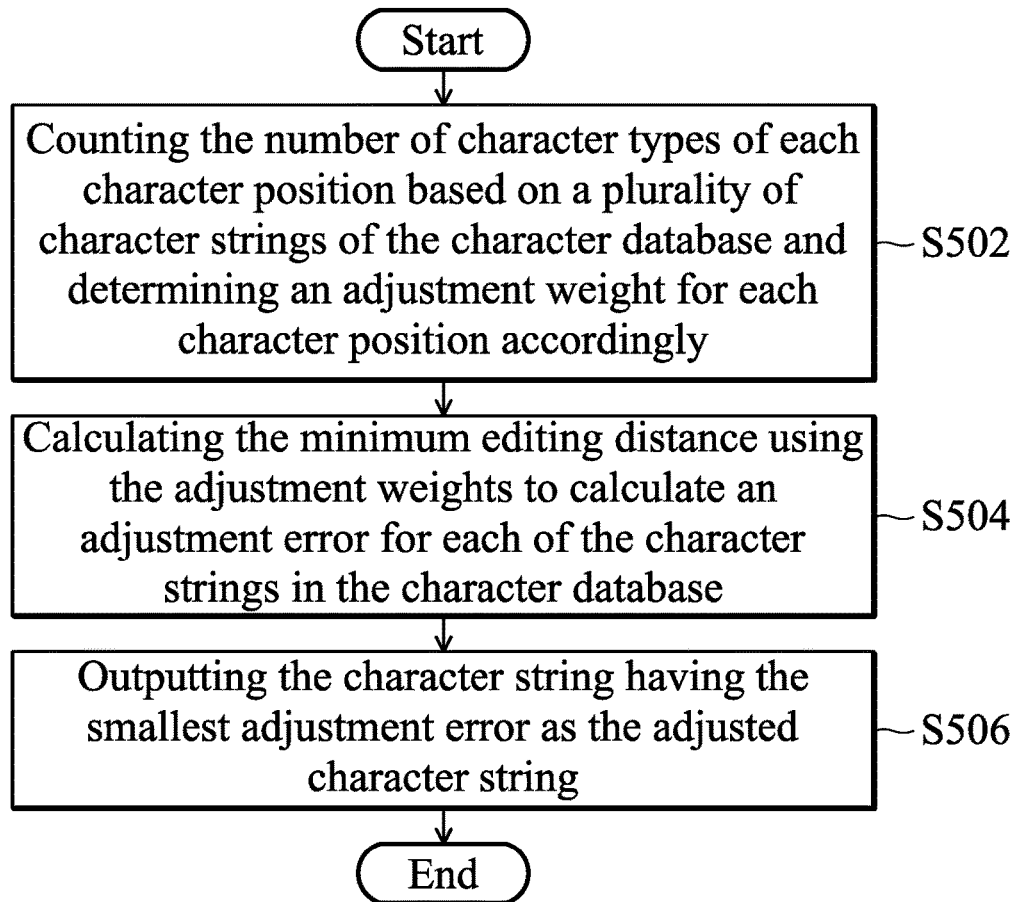 Start
Counting the number of character types of each
character position based on a plurality of
character strings of the character database and
determining an adjustment weight for each
character position accordingly
S502
Calculating the minimum editing distance using
the adjustment weights to calculate an
adjustment error for each of the character
strings in the character database
S504
Outputting the character string having the
smallest adjustment error as the adjusted
character string
S506
End